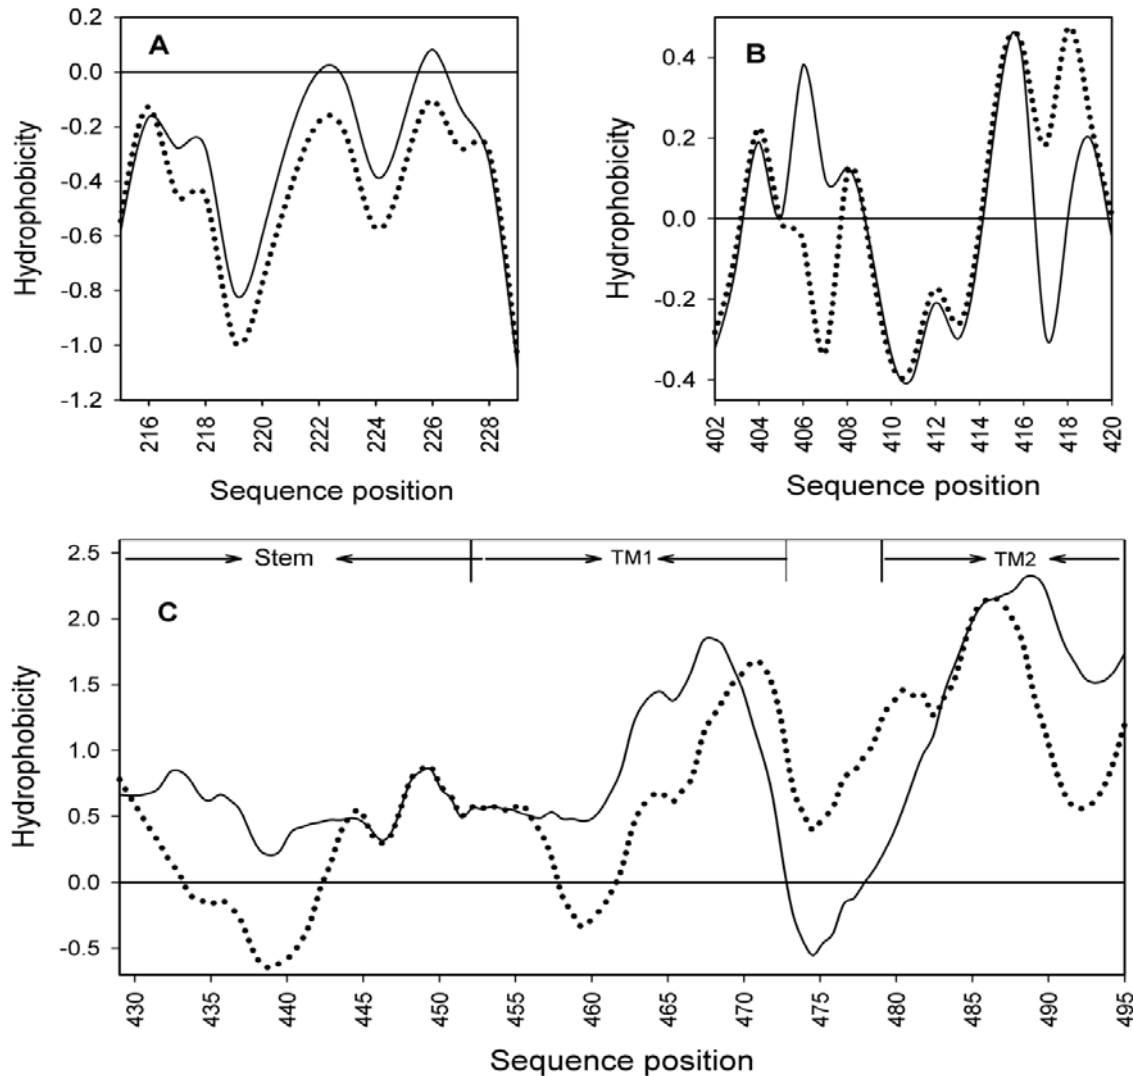 A
Hydrophobicity
0.2
0.0
-0.2
-0.4
-0.6
-0.8
-1.0
-1.2
216 218 220 222 224 226 228
Sequence position
B
Hydrophobicity
0.4
0.2
0.0
-0.2
-0.4
402 404 406 408 410 412 414 416 418 420
Sequence position
C
Stem TM1 TM2
Hydrophobicity
2.5
2.0
1.5
1.0
0.5
0.0
-0.5
430 435 440 445 450 455 460 465 470 475 480 485 490 495
Sequence position